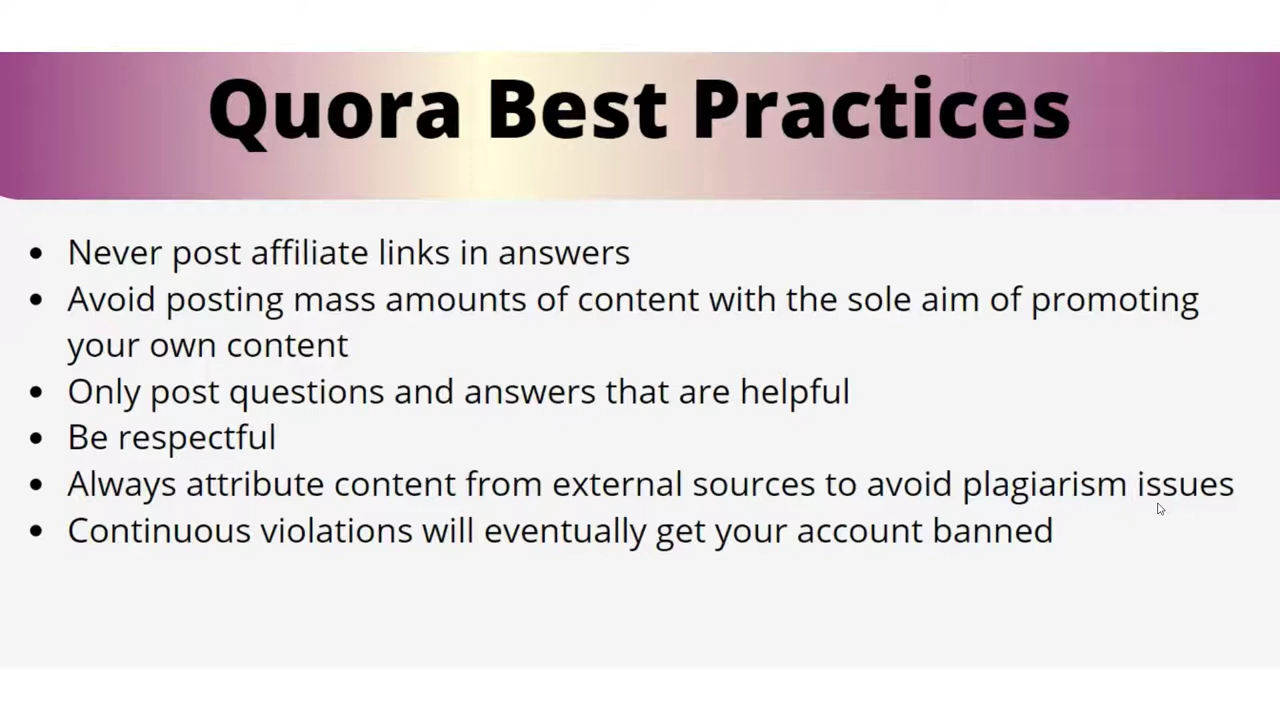 Quora Best Practices
• Never post affiliate links in answers
• Avoid posting mass amounts of content with the sole aim of promoting
your own content
• Only post questions and answers that are helpful
• Be respectful
• Always attribute content from external sources to avoid plagiarism issues
• Continuous violations will eventually get your account banned